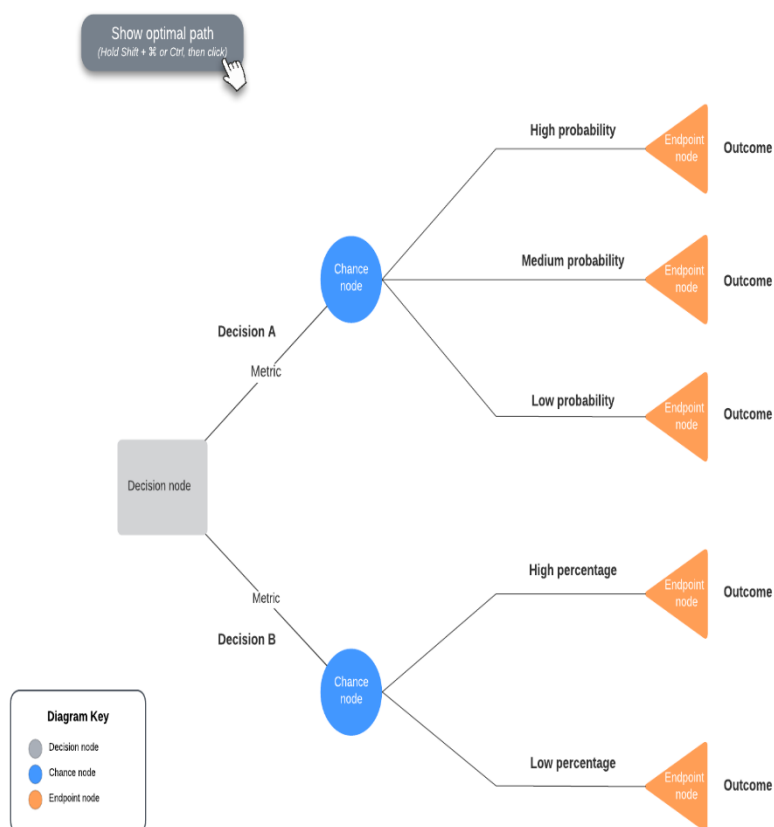 Show optimal path
(Hold Shift + ⌘ or Ctrl, then click)
High probability
Endpoint
node
Outcome
Chance
node
Medium probability
Endpoint
node
Outcome
Decision A
Metric
Low probability
Endpoint
node
Outcome
Decision node
High percentage
Endpoint
node
Outcome
Metric
Decision B
Chance
node
Low percentage
Endpoint
node
Outcome
Diagram Key
Decision node
Chance node
Endpoint node